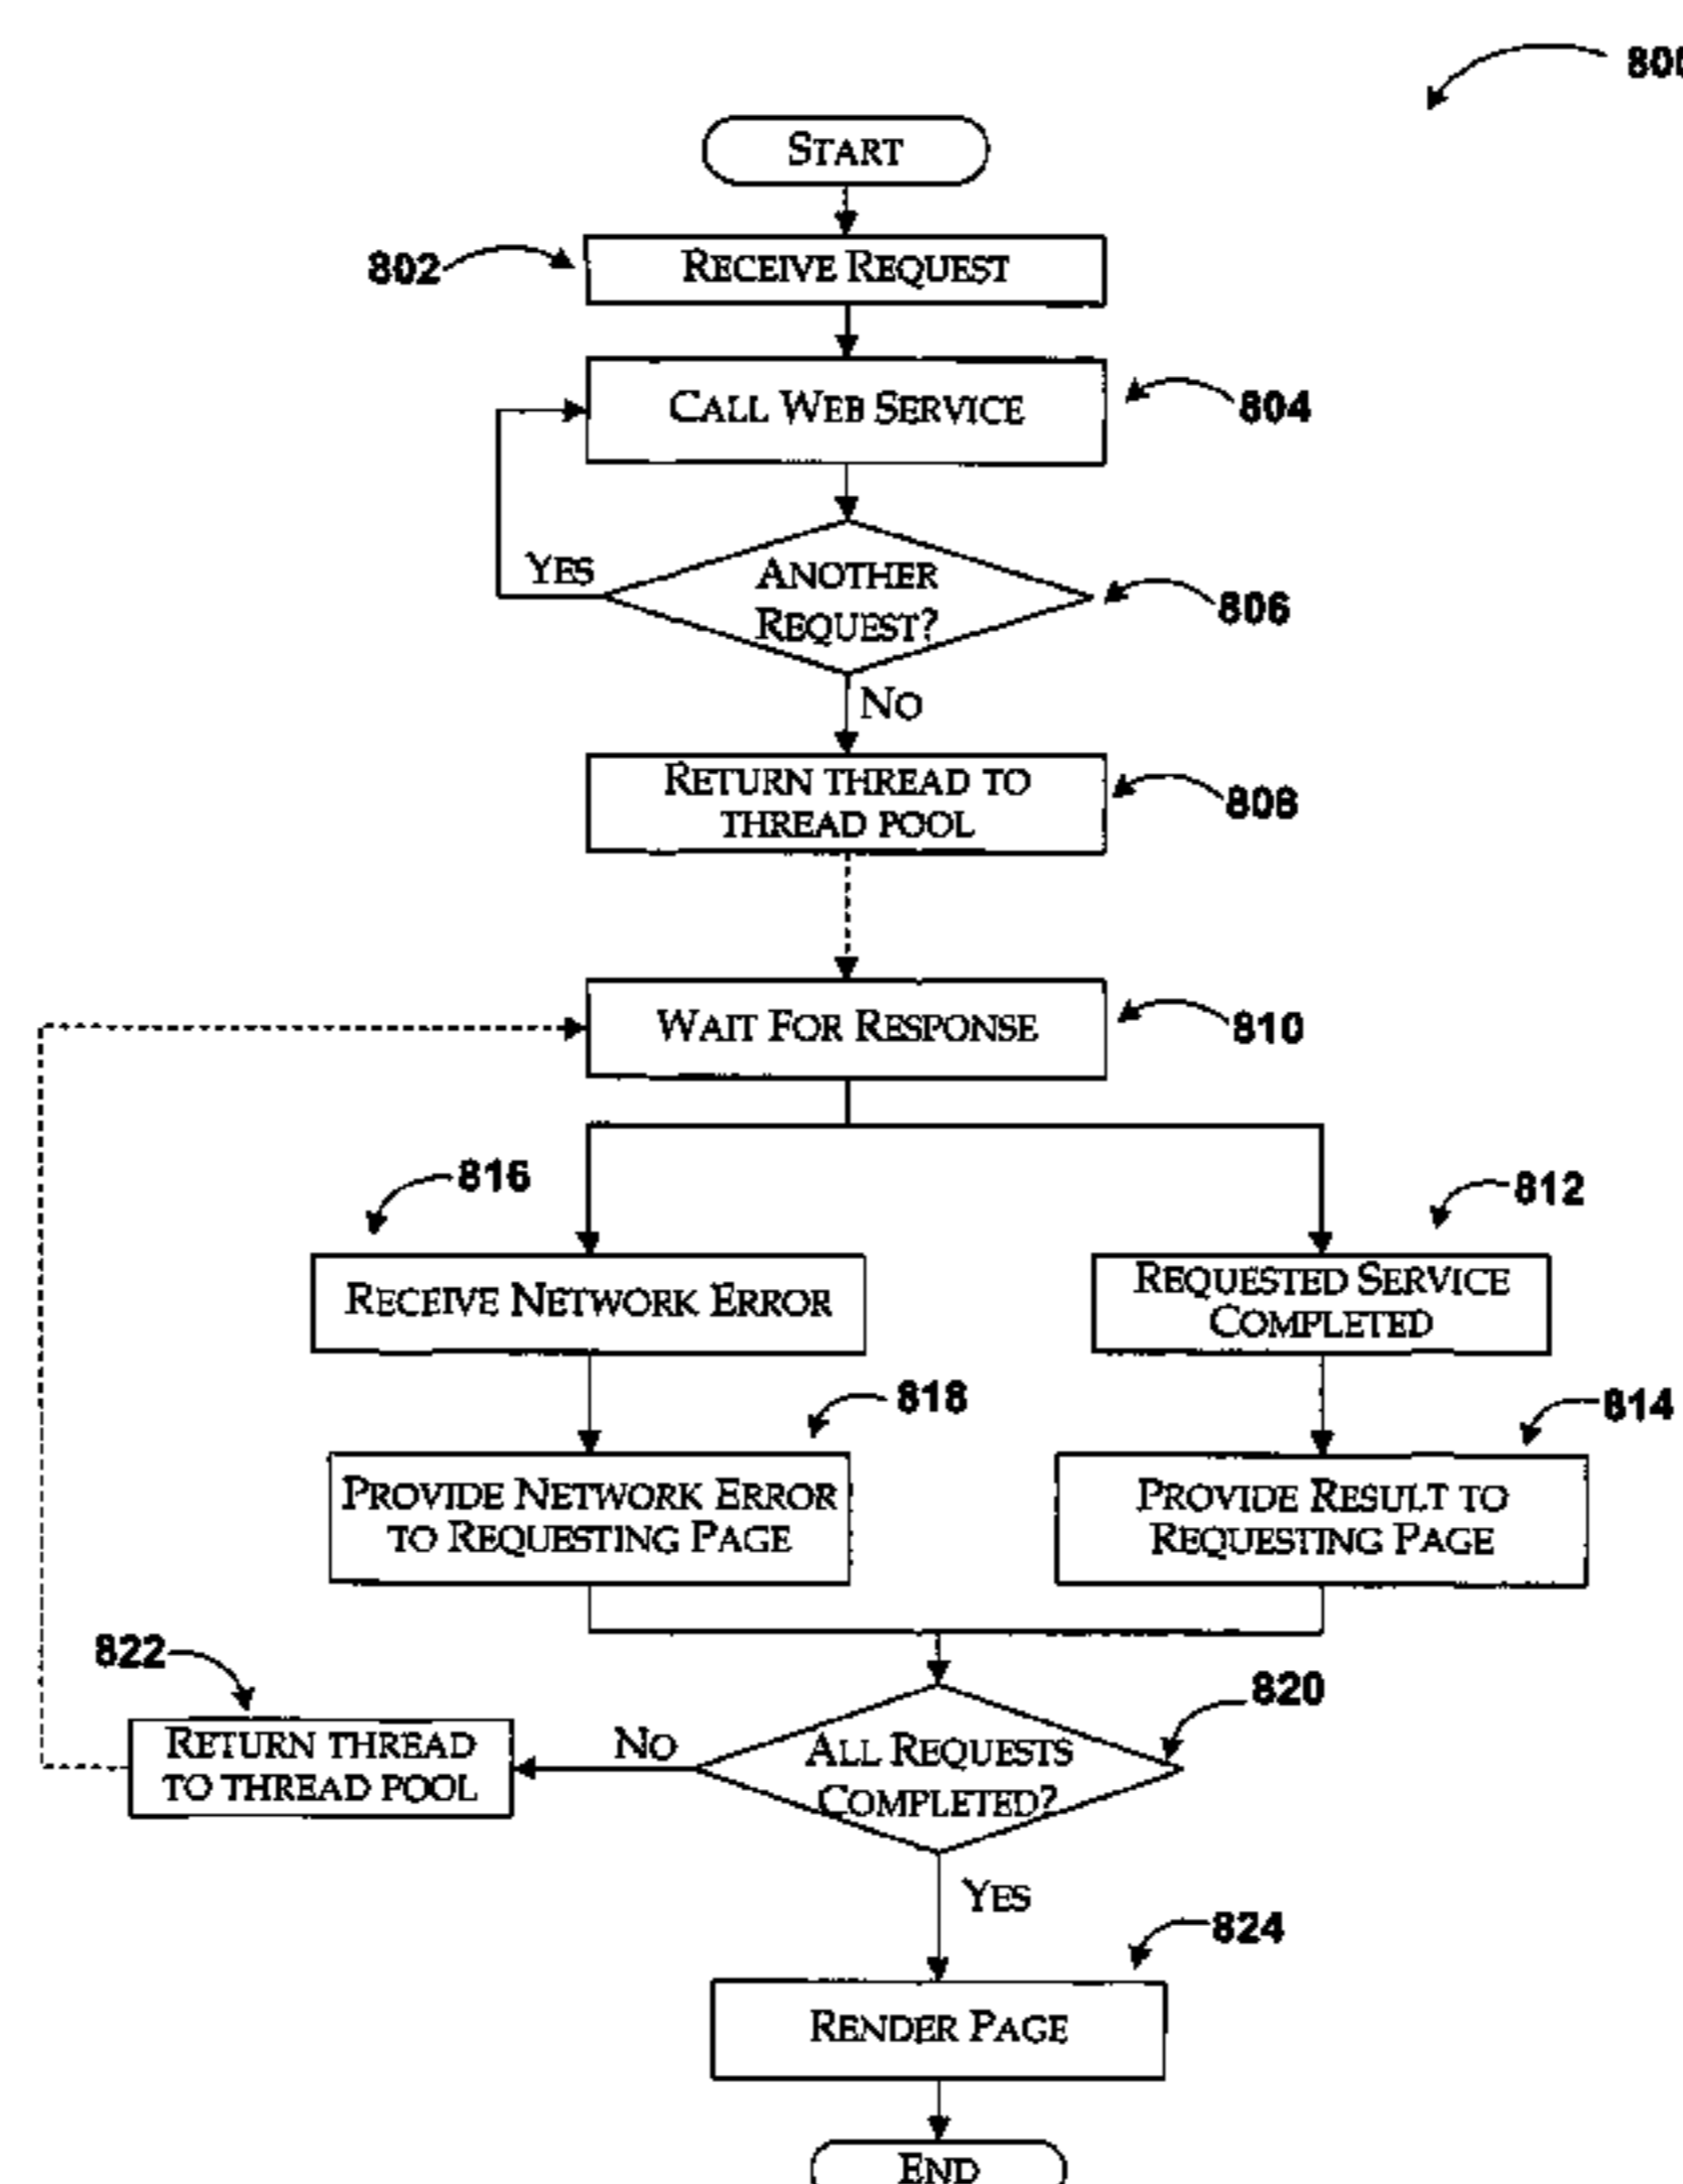 800
START
802
RECEIVE REQUEST
CALL WEB SERVICE
804
YES
ANOTHER
REQUEST?
806
NO
RETURN THREAD TO
THREAD POOL
808
WAIT FOR RESPONSE
810
816
812
RECEIVE NETWORK ERROR
REQUESTED SERVICE
COMPLETED
818
814
PROVIDE NETWORK ERROR
TO REQUESTING PAGE
PROVIDE RESULT TO
REQUESTING PAGE
822
820
RETURN THREAD
TO THREAD POOL
NO
ALL REQUESTS
COMPLETED?
YES
824
RENDER PAGE
END